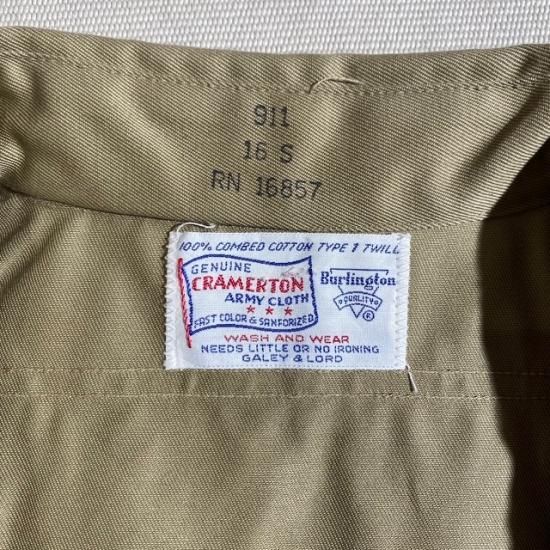 911
16 S
RN 16857
100% COMBED COTTON TYPE 1 TWILL
GENUINE
CRAMERTON
ARMY CLOTH
FAST COLOR & SANFORIZED
Burlington
QUALITY
®
WASH AND WEAR
NEEDS LITTLE OR NO IRONING
GALEY & LORD